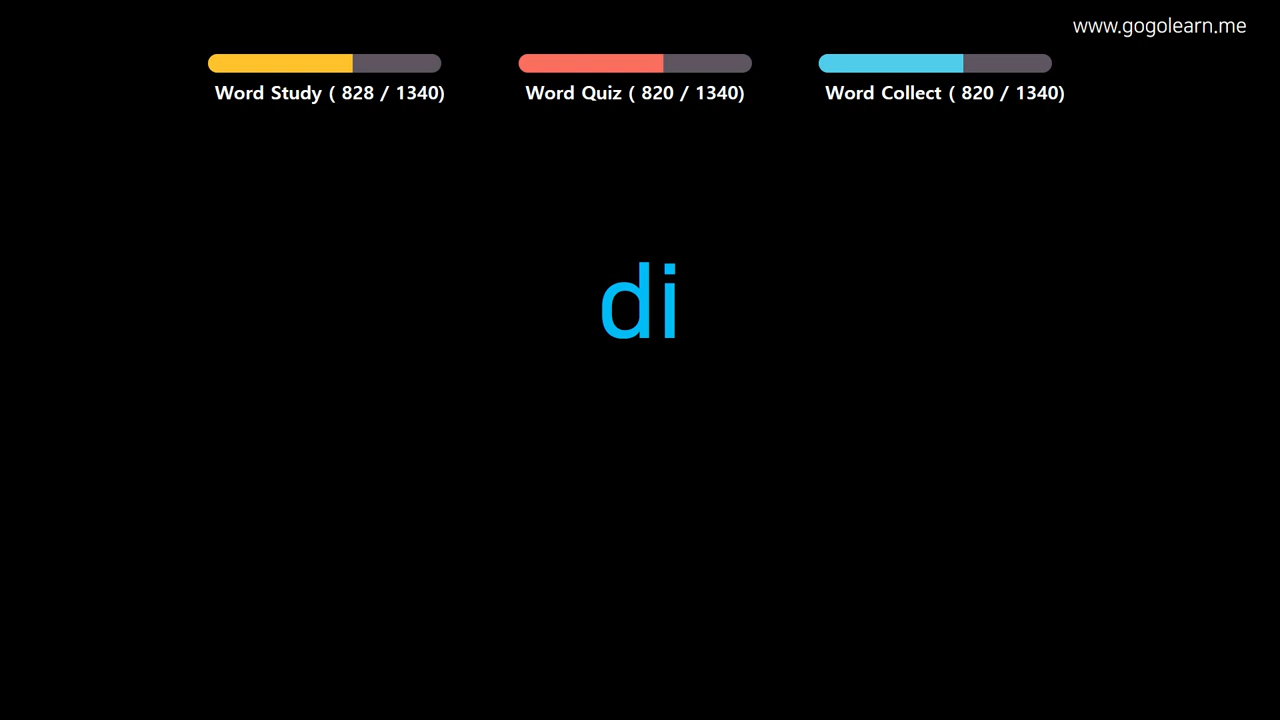 www.gogolearn.me
Word Study ( 828 / 1340)
Word Quiz ( 820 / 1340)
Word Collect ( 820 / 1340)
di